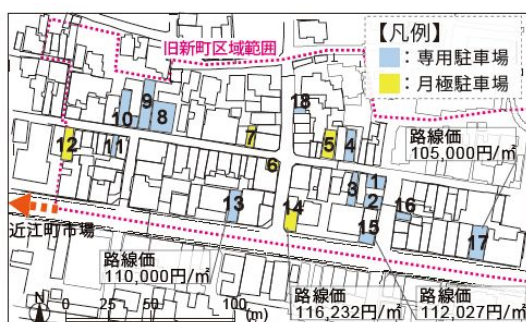 【凡例】
：専用駐車場
：月極駐車場
旧新町区域範囲
路線価
105,000円/㎡
9
10
8
18
12
11
7
6
5
4
3
1
2
13
14
15
16
17
近江町市場
路線価
110,000円/㎡
路線価
116,232円/㎡
路線価
112,027円/㎡
N
0 25 50 100
(m)